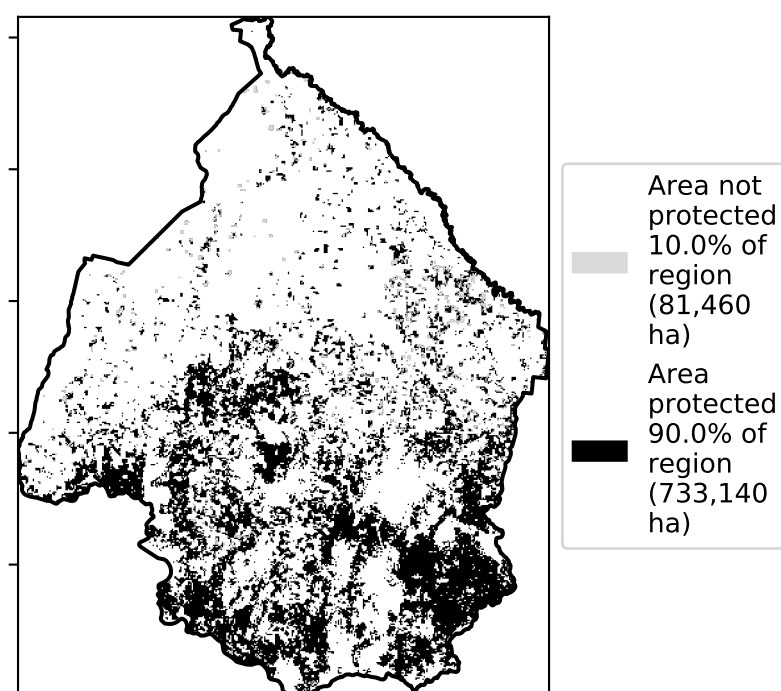 Area not
protected
10.0% of
region
(81,460
ha)
Area
protected
90.0% of
region
(733,140
ha)